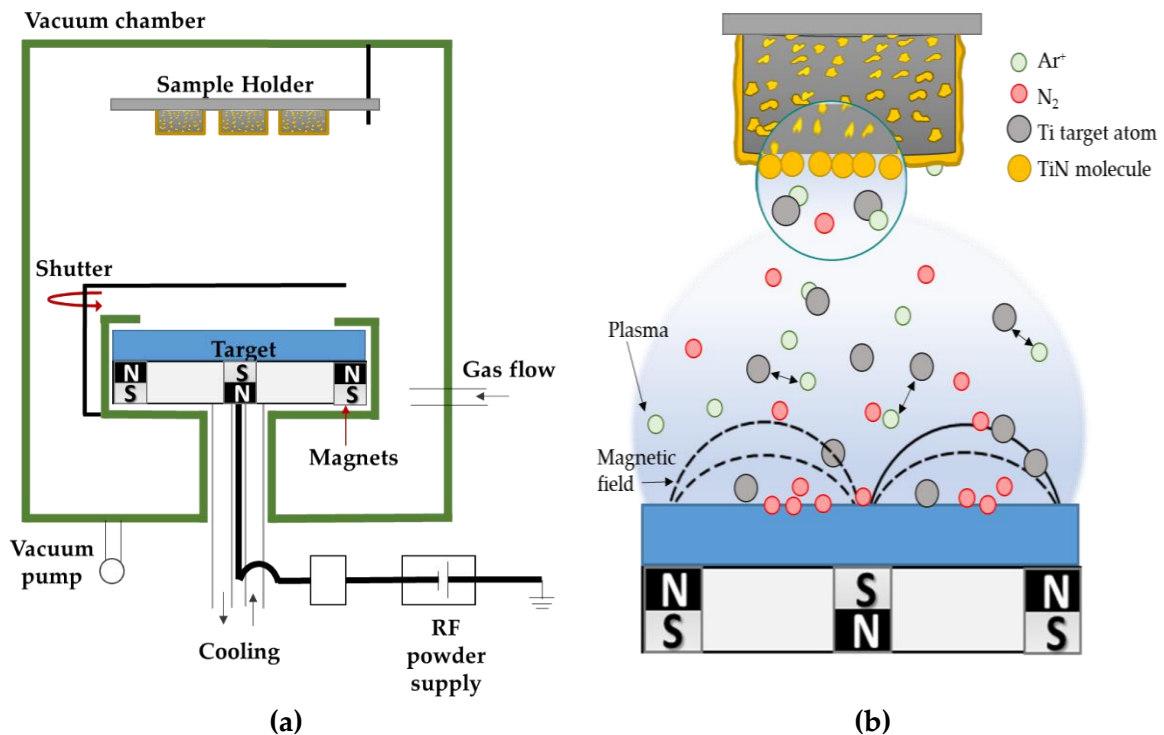 Vacuum chamber
Sample Holder
Shutter
Target
N
S
S
N
N
S
Gas flow
Magnets
Vacuum
pump
Cooling
RF
powder
supply
(a)
Ar⁺
N₂
Ti target atom
TiN molecule
Plasma
Magnetic
field
N
S
S
N
N
S
(b)